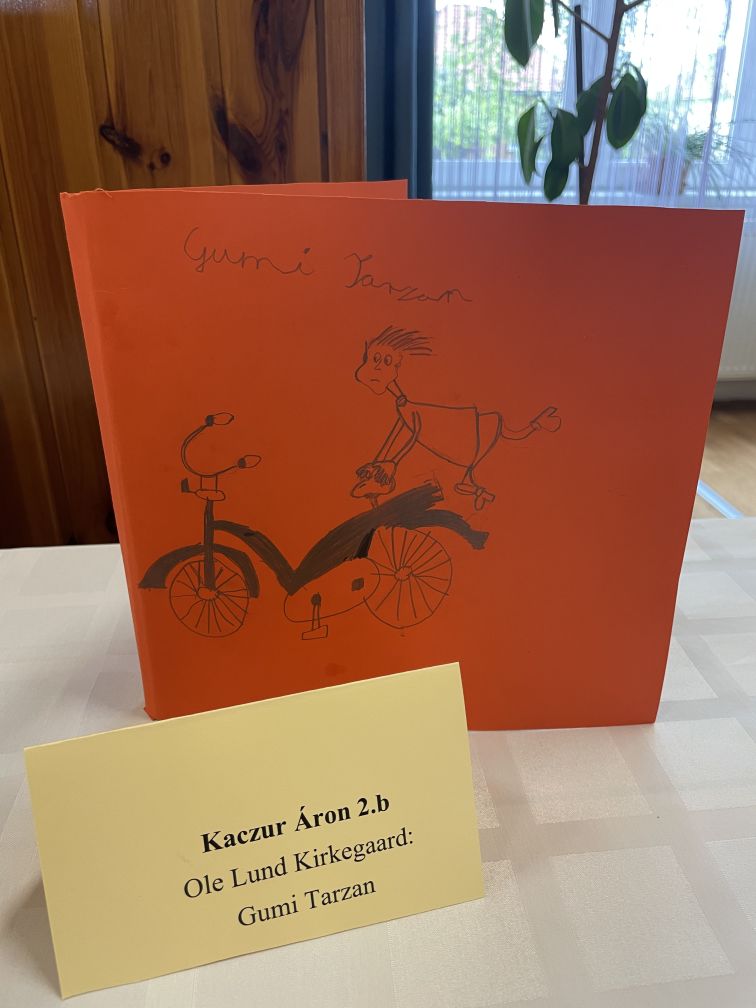 Gumi Tarzan
Kaczur Áron 2.b
Ole Lund Kirkegaard:
Gumi Tarzan